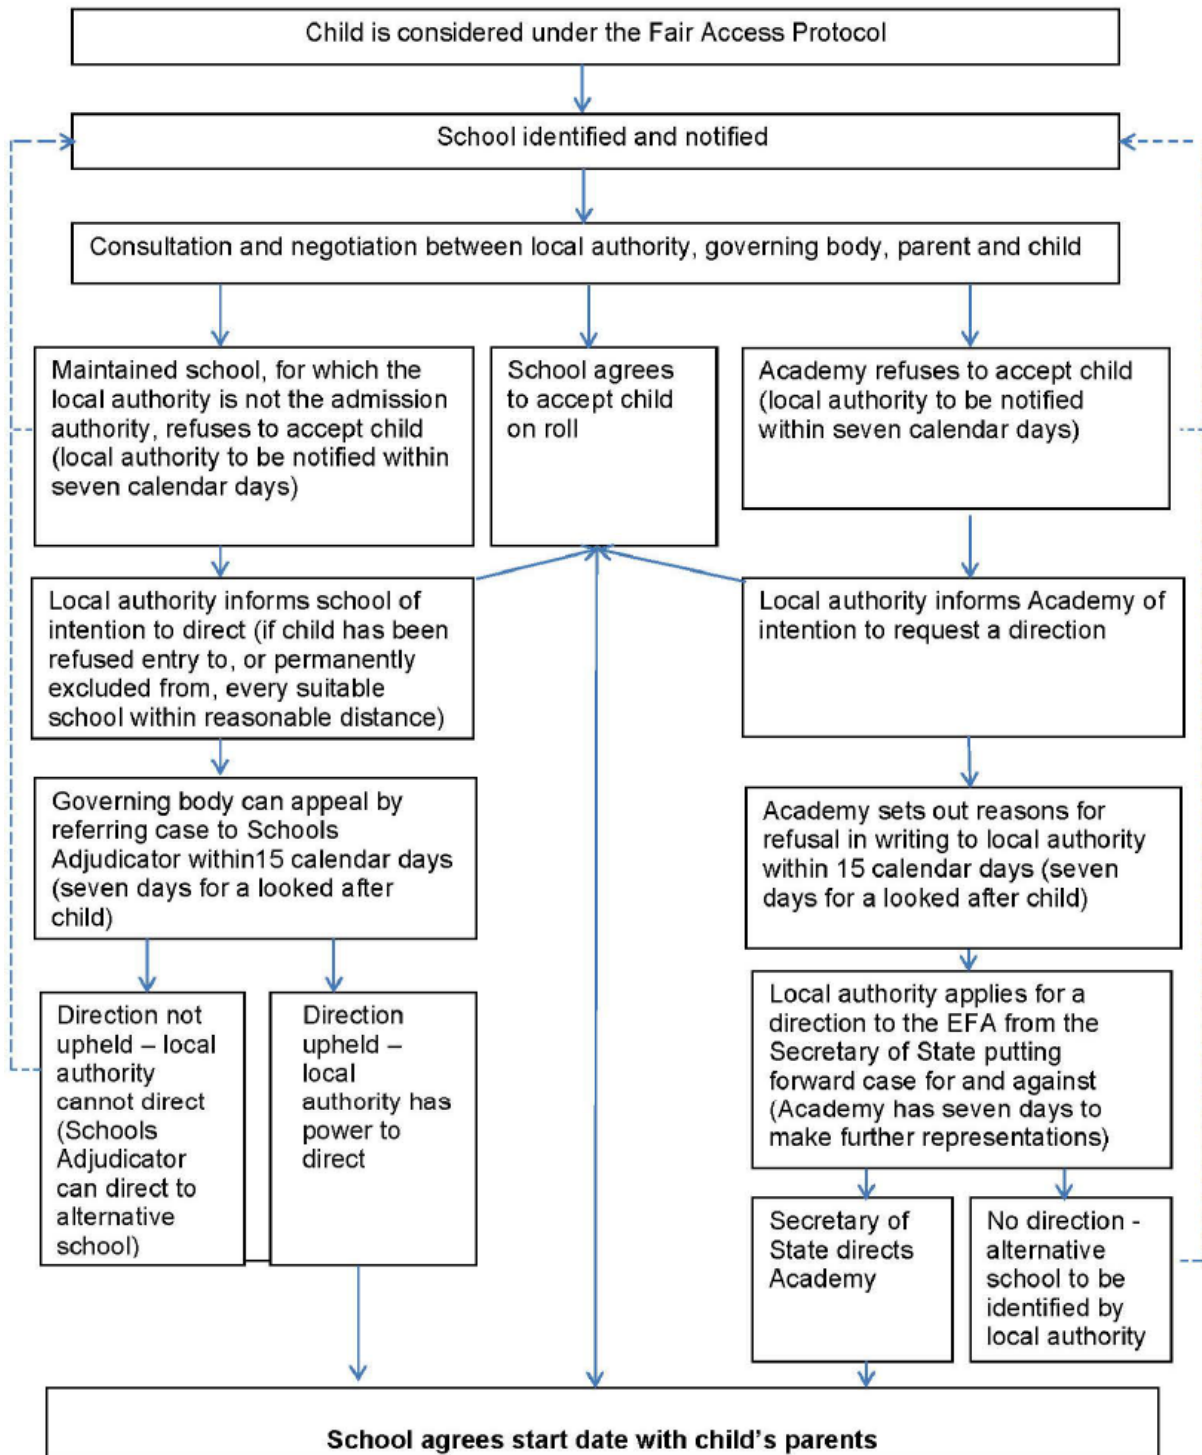 Child is considered under the Fair Access Protocol
School identified and notified
Consultation and negotiation between local authority, governing body, parent and child
Maintained school, for which the
local authority is not the admission
authority, refuses to accept child
(local authority to be notified within
seven calendar days)
School agrees
to accept child
on roll
Academy refuses to accept child
(local authority to be notified
within seven calendar days)
Local authority informs school of
intention to direct (if child has been
refused entry to, or permanently
excluded from, every suitable
school within reasonable distance)
Local authority informs Academy of
intention to request a direction
Governing body can appeal by
referring case to Schools
Adjudicator within15 calendar days
(seven days for a looked after
child)
Academy sets out reasons for
refusal in writing to local authority
within 15 calendar days (seven
days for a looked after child)
Direction not
upheld – local
authority
cannot direct
(Schools
Adjudicator
can direct to
alternative
school)
Direction
upheld –
local
authority has
power to
direct
Local authority applies for a
direction to the EFA from the
Secretary of State putting
forward case for and against
(Academy has seven days to
make further representations)
Secretary of
State directs
Academy
No direction -
alternative
school to be
identified by
local authority
School agrees start date with child's parents